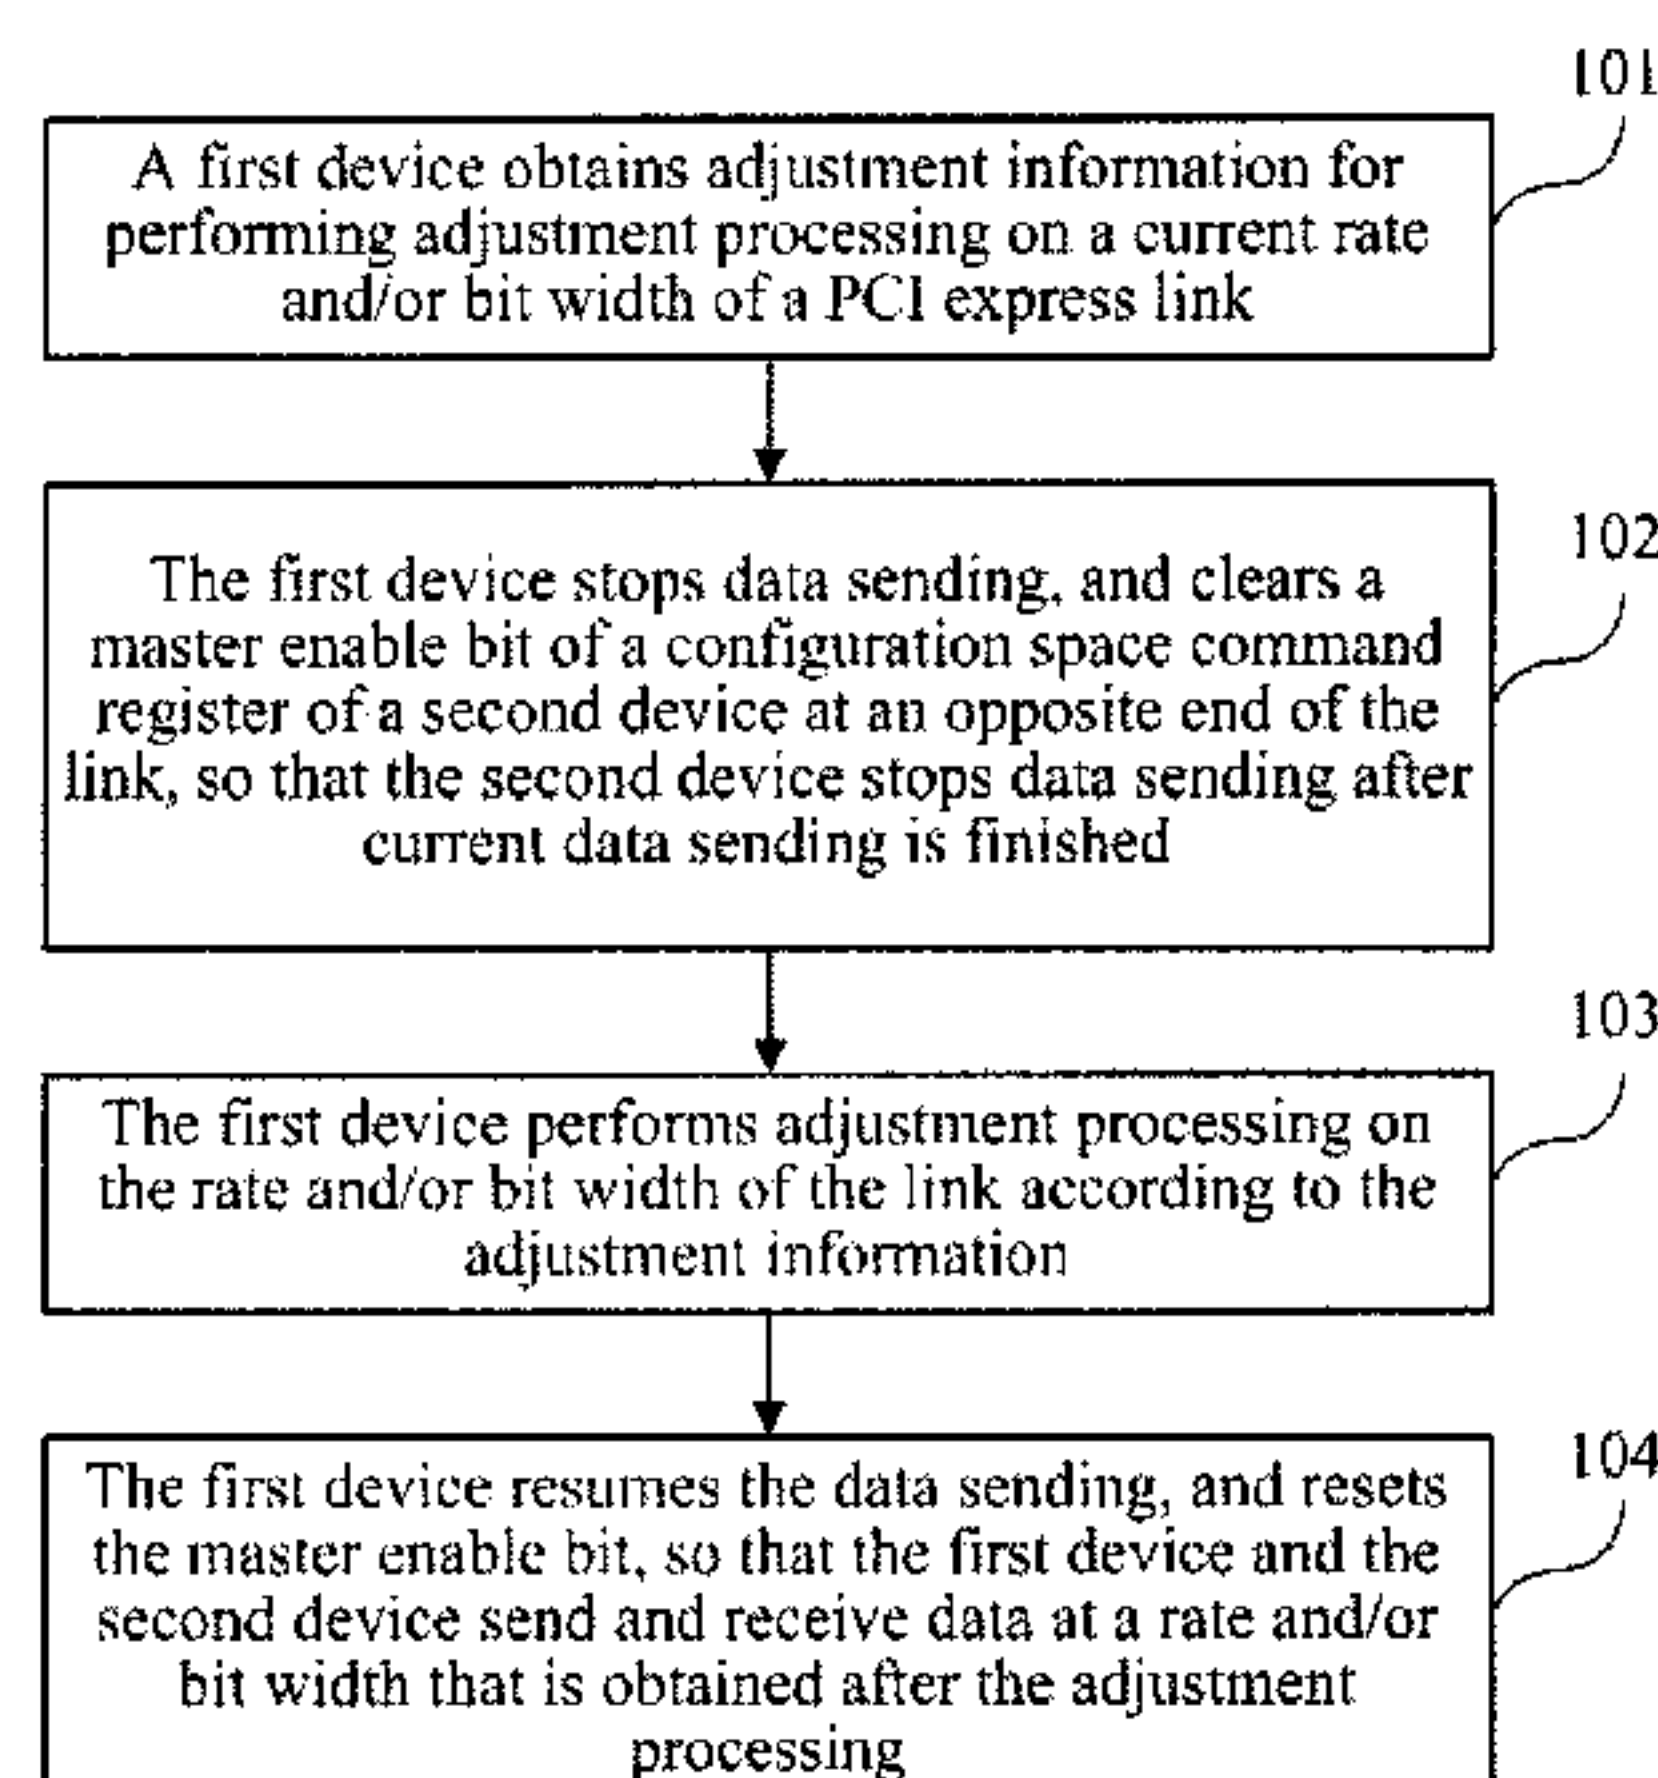 101
A first device obtains adjustment information for
performing adjustment processing on a current rate
and/or bit width of a PCI express link
102
The first device stops data sending, and clears a
master enable bit of a configuration space command
register of a second device at an opposite end of the
link, so that the second device stops data sending after
current data sending is finished
103
The first device performs adjustment processing on
the rate and/or bit width of the link according to the
adjustment information
104
The first device resumes the data sending, and resets
the master enable bit, so that the first device and the
second device send and receive data at a rate and/or
bit width that is obtained after the adjustment
processing